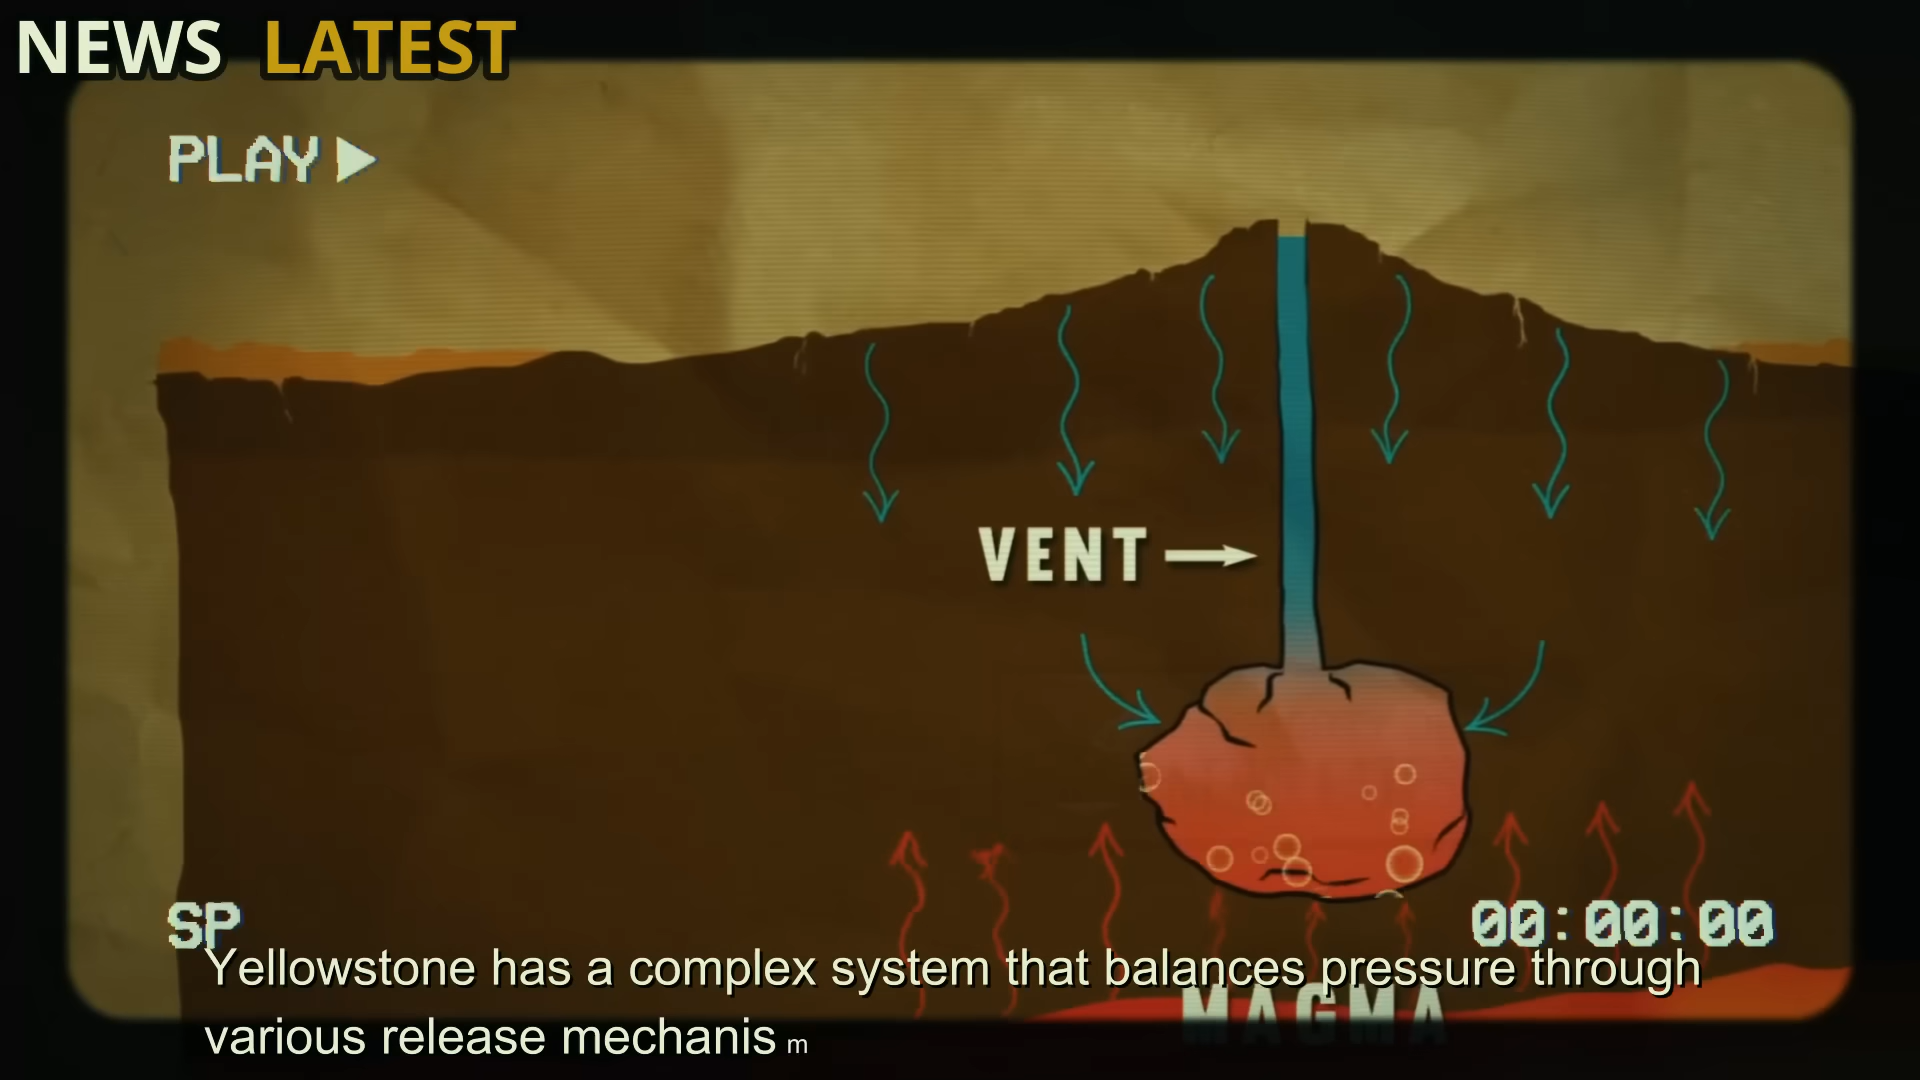 NEWS LATEST
PLAY
VENT
SP
00:00:00
Yellowstone has a complex system that balances pressure through
various release mechanism
MAGMA